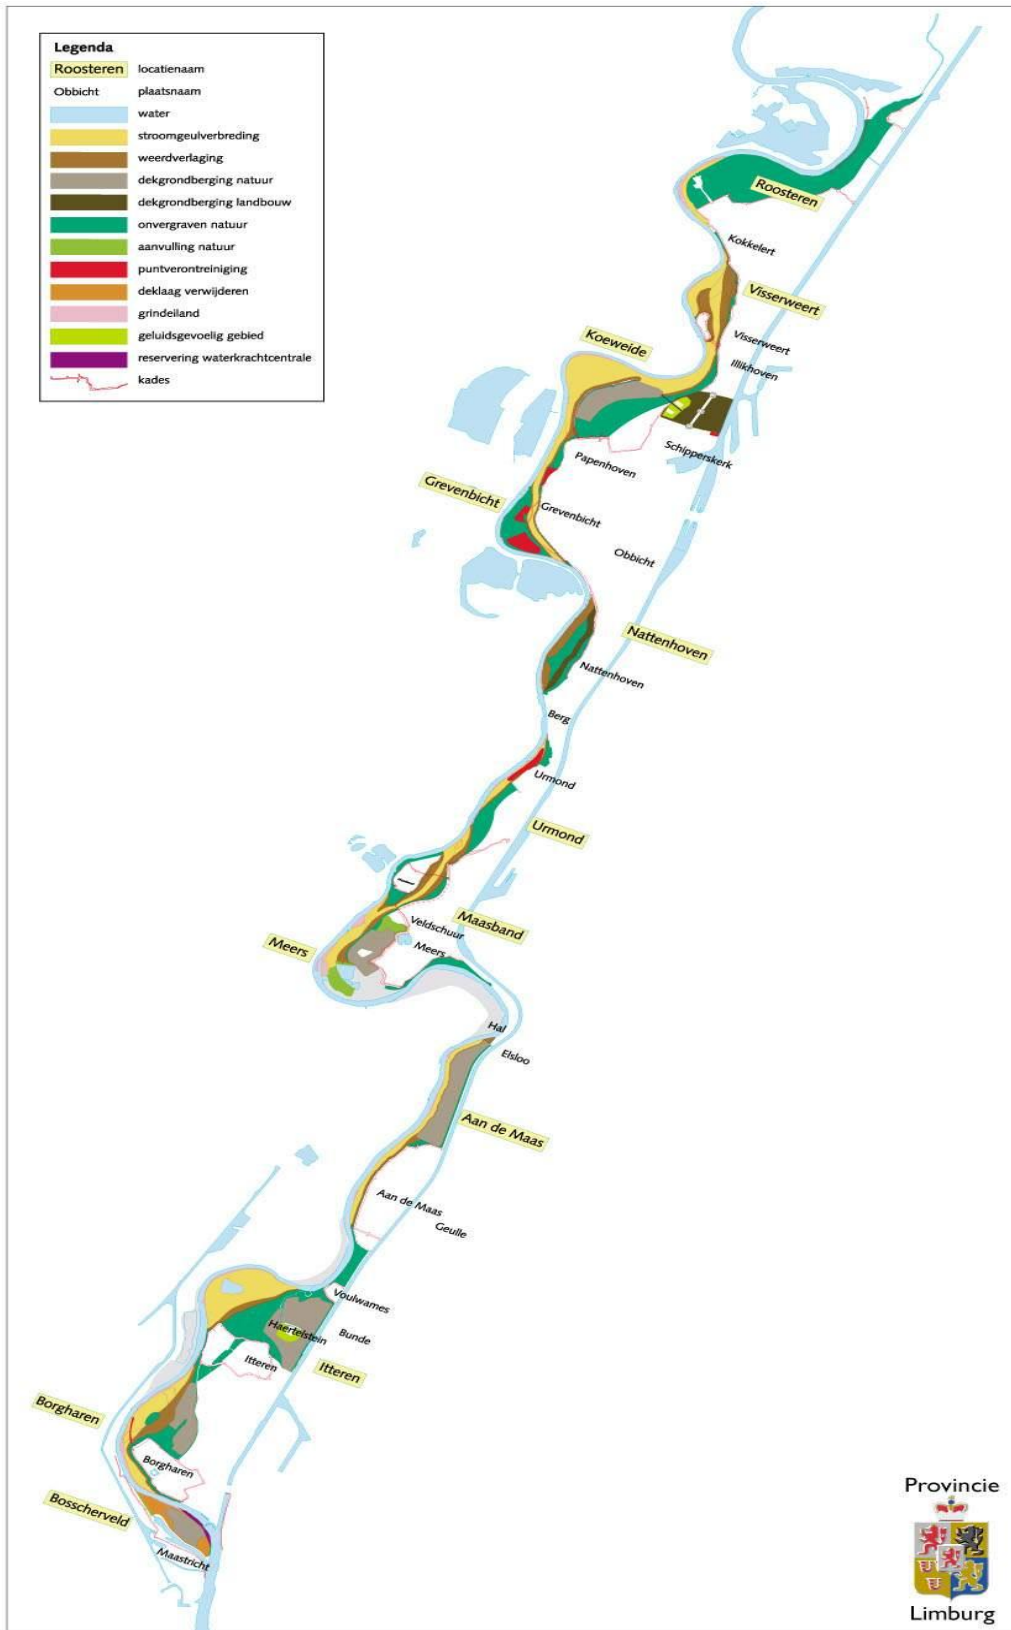 Legenda
Roosteren locatienaam
Obbicht plaatsnaam
water
stroomgeulverbreding
weerdverlaging
dekgrondberging natuur
dekgrondberging landbouw
onvergraven natuur
aanvulling natuur
puntverontreiniging
deklaag verwijderen
grindeiland
geluidsgevoelig gebied
reservering waterkrachtcentrale
kades
Roosteren
Kokkelert
Visserweert
Visserweert
Koeweide
Illikhoven
Schipperskerk
Papenhoven
Grevenbicht
Grevenbicht
Obbicht
Nattenhoven
Nattenhoven
Berg
Urmond
Urmond
Maasband
Veldschuur
Meers
Meers
Hal
Elsloo
Aan de Maas
Aan de Maas
Geulle
Voulwames
Haertelstein
Bunde
Itteren
Itteren
Borgharen
Borgharen
Bosscherveld
Maastricht
Provincie
Limburg